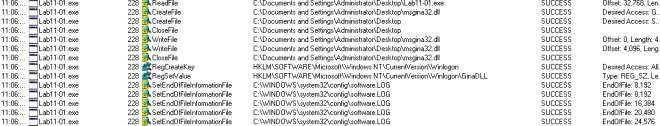 11:06:... Lab11-01.exe 228 ReadFile C:\Documents and Settings\Administrator\Desktop\Lab11-01.exe SUCCESS Offset: 32,768, Len
11:06:... Lab11-01.exe 228 CreateFile C:\Documents and Settings\Administrator\Desktop\msgina32.dll SUCCESS Desired Access: G...
11:06:... Lab11-01.exe 228 CreateFile C:\Documents and Settings\Administrator\Desktop SUCCESS Desired Access: S...
11:06:... Lab11-01.exe 228 CloseFile C:\Documents and Settings\Administrator\Desktop SUCCESS
11:06:... Lab11-01.exe 228 WriteFile C:\Documents and Settings\Administrator\Desktop\msgina32.dll SUCCESS Offset: 0, Length: 4.
11:06:... Lab11-01.exe 228 WriteFile C:\Documents and Settings\Administrator\Desktop\msgina32.dll SUCCESS Offset: 4,096, Leng.
11:06:... Lab11-01.exe 228 CloseFile C:\Documents and Settings\Administrator\Desktop\msgina32.dll SUCCESS
11:06:... Lab11-01.exe 228 RegCreateKey HKLM\SOFTWARE\Microsoft\Windows NT\CurrentVersion\Winlogon SUCCESS Desired Access: All.
11:06:... Lab11-01.exe 228 RegSetValue HKLM\SOFTWARE\Microsoft\Windows NT\CurrentVersion\Winlogon\GinaDLL SUCCESS Type: REG_SZ, Le.
11:06:... Lab11-01.exe 228 SetEndOfFileInformationFile C:\WINDOWS\system32\config\software.LOG SUCCESS EndOfFile: 8,192
11:06:... Lab11-01.exe 228 SetEndOfFileInformationFile C:\WINDOWS\system32\config\software.LOG SUCCESS EndOfFile: 8,192
11:06:... Lab11-01.exe 228 SetEndOfFileInformationFile C:\WINDOWS\system32\config\software.LOG SUCCESS EndOfFile: 16,384
11:06:... Lab11-01.exe 228 SetEndOfFileInformationFile C:\WINDOWS\system32\config\software.LOG SUCCESS EndOfFile: 20,480
11:06:... Lab11-01.exe 228 SetEndOfFileInformationFile C:\WINDOWS\system32\config\software.LOG SUCCESS EndOfFile: 24,576